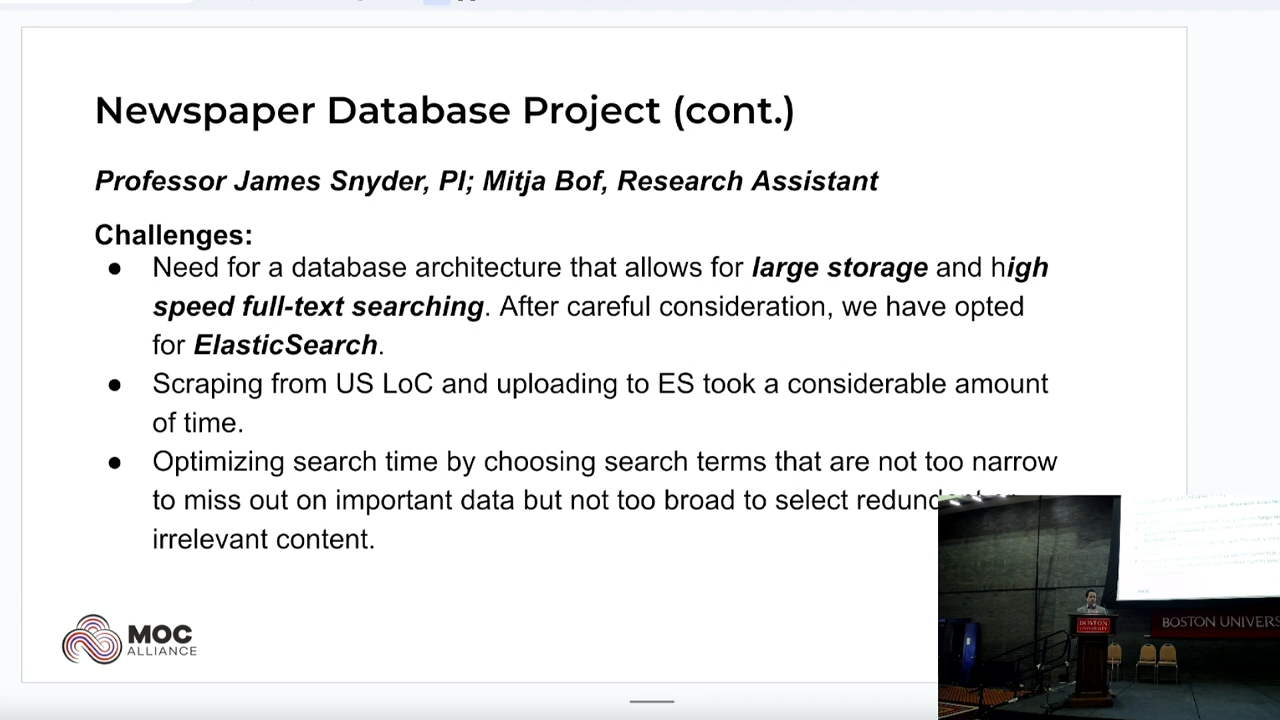 Newspaper Database Project (cont.)
Professor James Snyder, PI; Mitja Bof, Research Assistant
Challenges:
● Need for a database architecture that allows for large storage and high
speed full-text searching. After careful consideration, we have opted
for ElasticSearch.
● Scraping from US LoC and uploading to ES took a considerable amount
of time.
● Optimizing search time by choosing search terms that are not too narrow
to miss out on important data but not too broad to select
irrelevant content.
MOC
ALLIANCE
BOSTON
UNIVERSITY
BOSTON UNIVERS